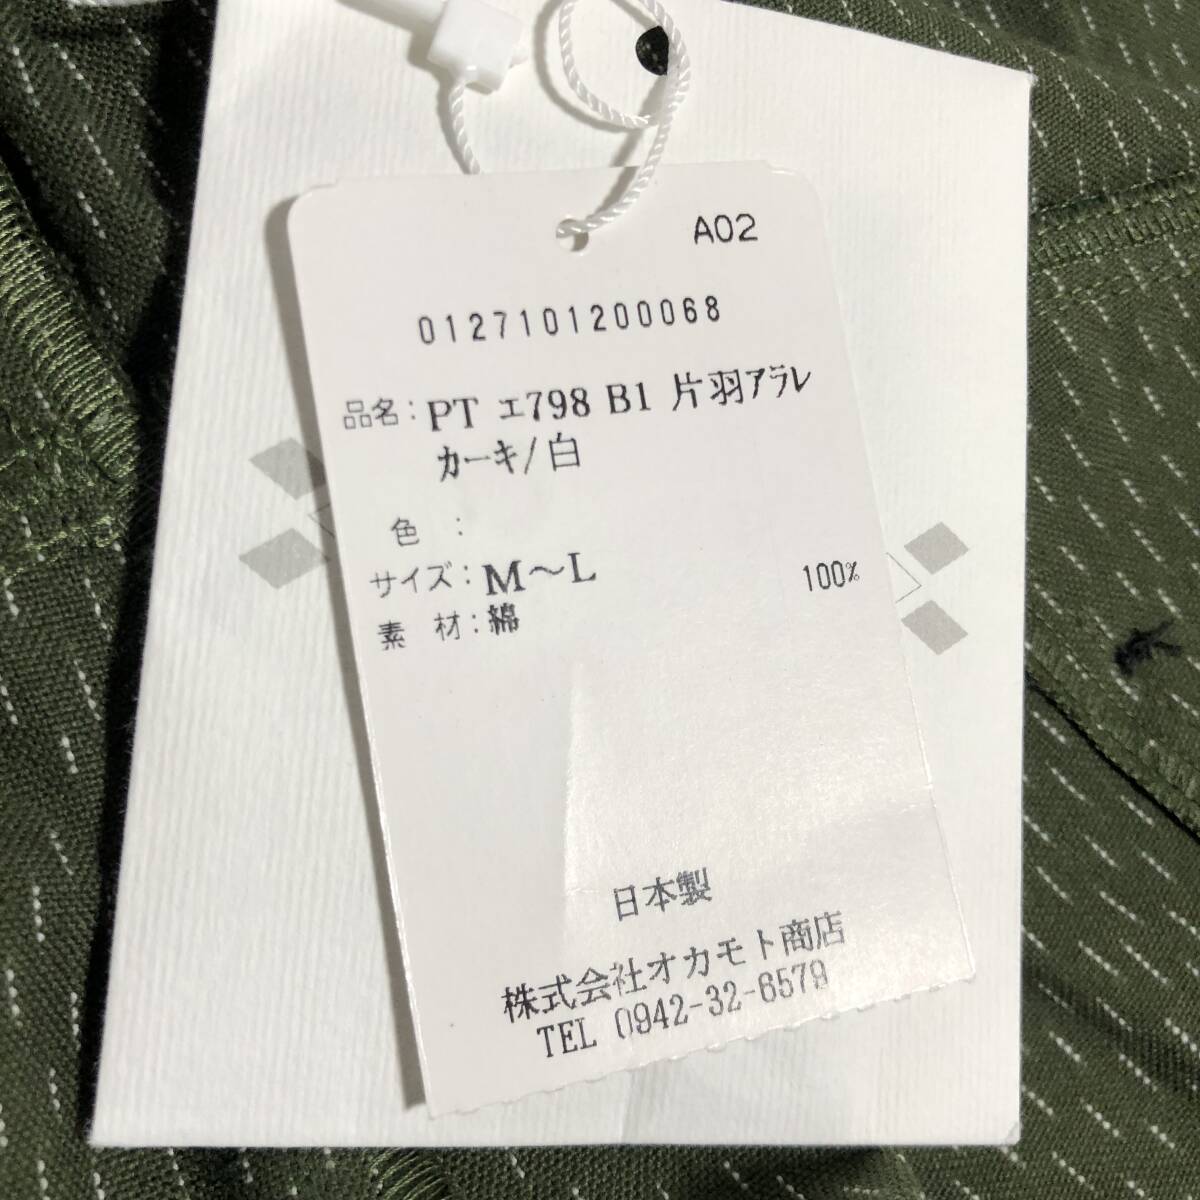 A02
0127101200068
品名：PT エ798 B1 片羽アラレ
カーキ/白
色　：
サイズ：M～L
素　材：綿　100%
日本製
株式会社オカモト商店
TEL 0942-32-6579